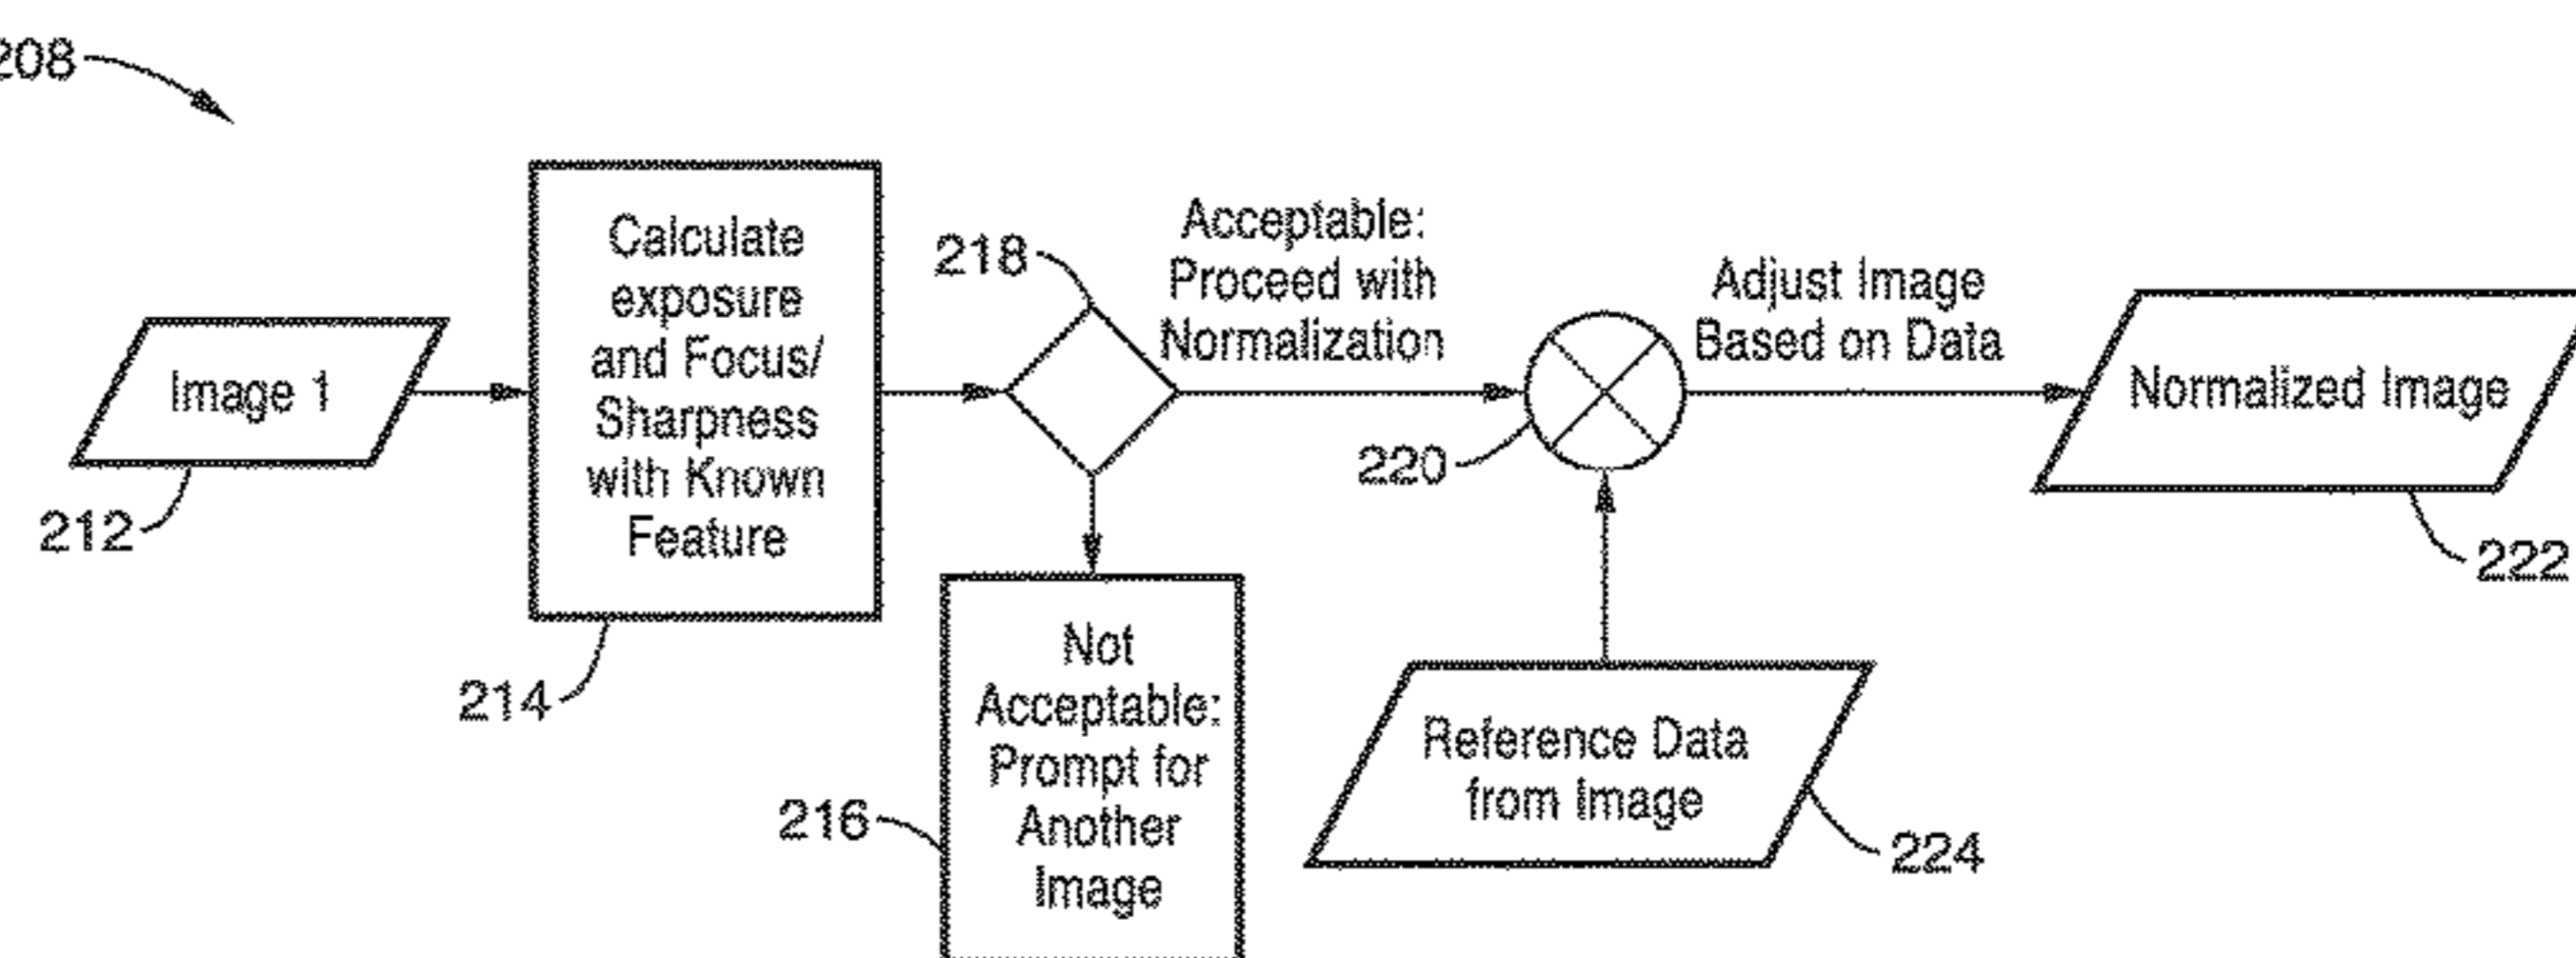 208
Image 1
212
Calculate
exposure
and Focus/
Sharpness
with Known
Feature
214
218
Acceptable:
Proceed with
Normalization
Not
Acceptable:
Prompt for
Another
Image
216
220
Adjust Image
Based on Data
Reference Data
from Image
224
Normalized Image
222